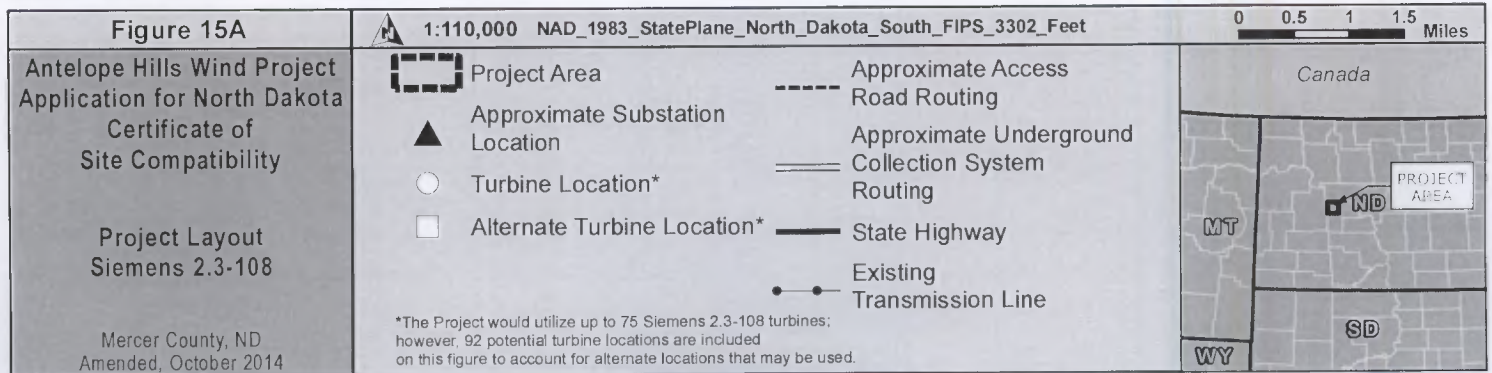 Figure 15A
Antelope Hills Wind Project
Application for North Dakota
Certificate of
Site Compatibility
Project Layout
Siemens 2.3-108
Mercer County, ND
Amended, October 2014
N
1:110,000 NAD_1983_StatePlane_North_Dakota_South_FIPS_3302_Feet
0 0.5 1 1.5
Miles
Project Area
Approximate Substation
Location
Turbine Location*
Alternate Turbine Location*
Approximate Access
Road Routing
Approximate Underground
Collection System
Routing
State Highway
Existing
Transmission Line
*The Project would utilize up to 75 Siemens 2.3-108 turbines;
however, 92 potential turbine locations are included
on this figure to account for alternate locations that may be used.
Canada
PROJECT
AREA
ND
MT
SD
WY